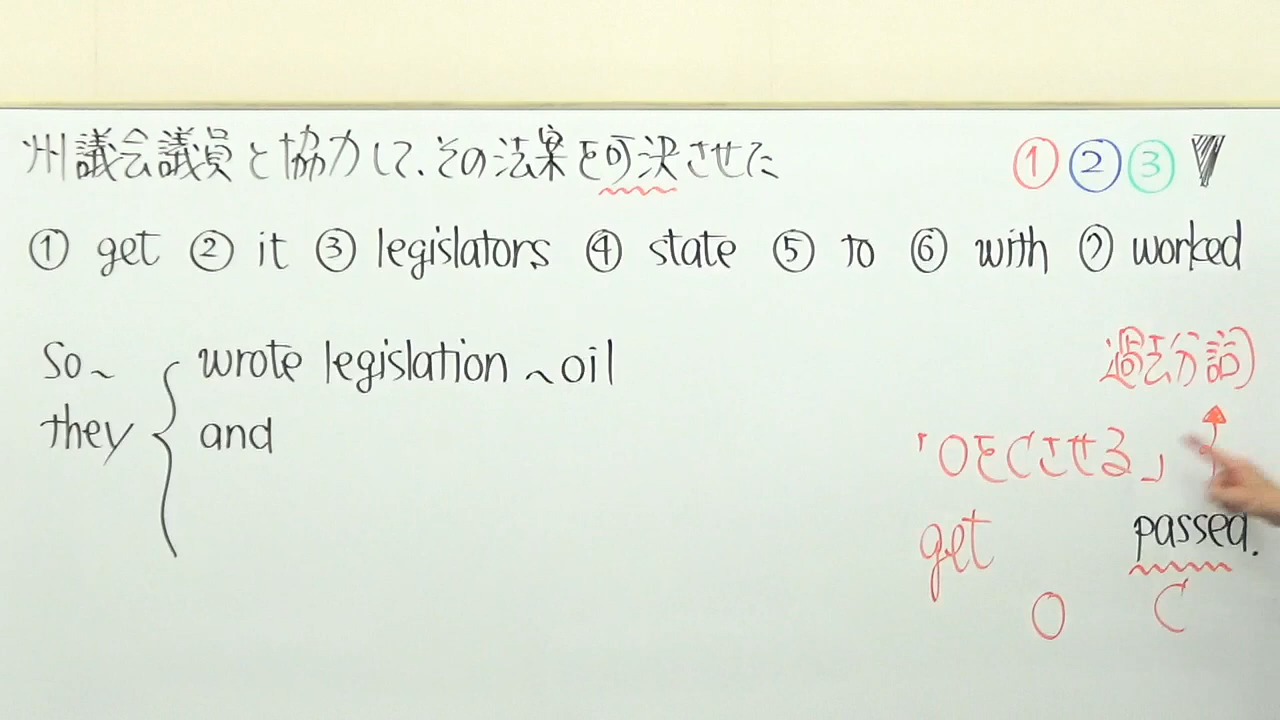 州議会議員と協力して、その法案を可決させた
① ② ③
① get ② it ③ legislators ④ state ⑤ to ⑥ with ⑦ worked
So~
they
wrote legislation ~oil
and
過去分詞
「OをCさせる」
get passed.
O C